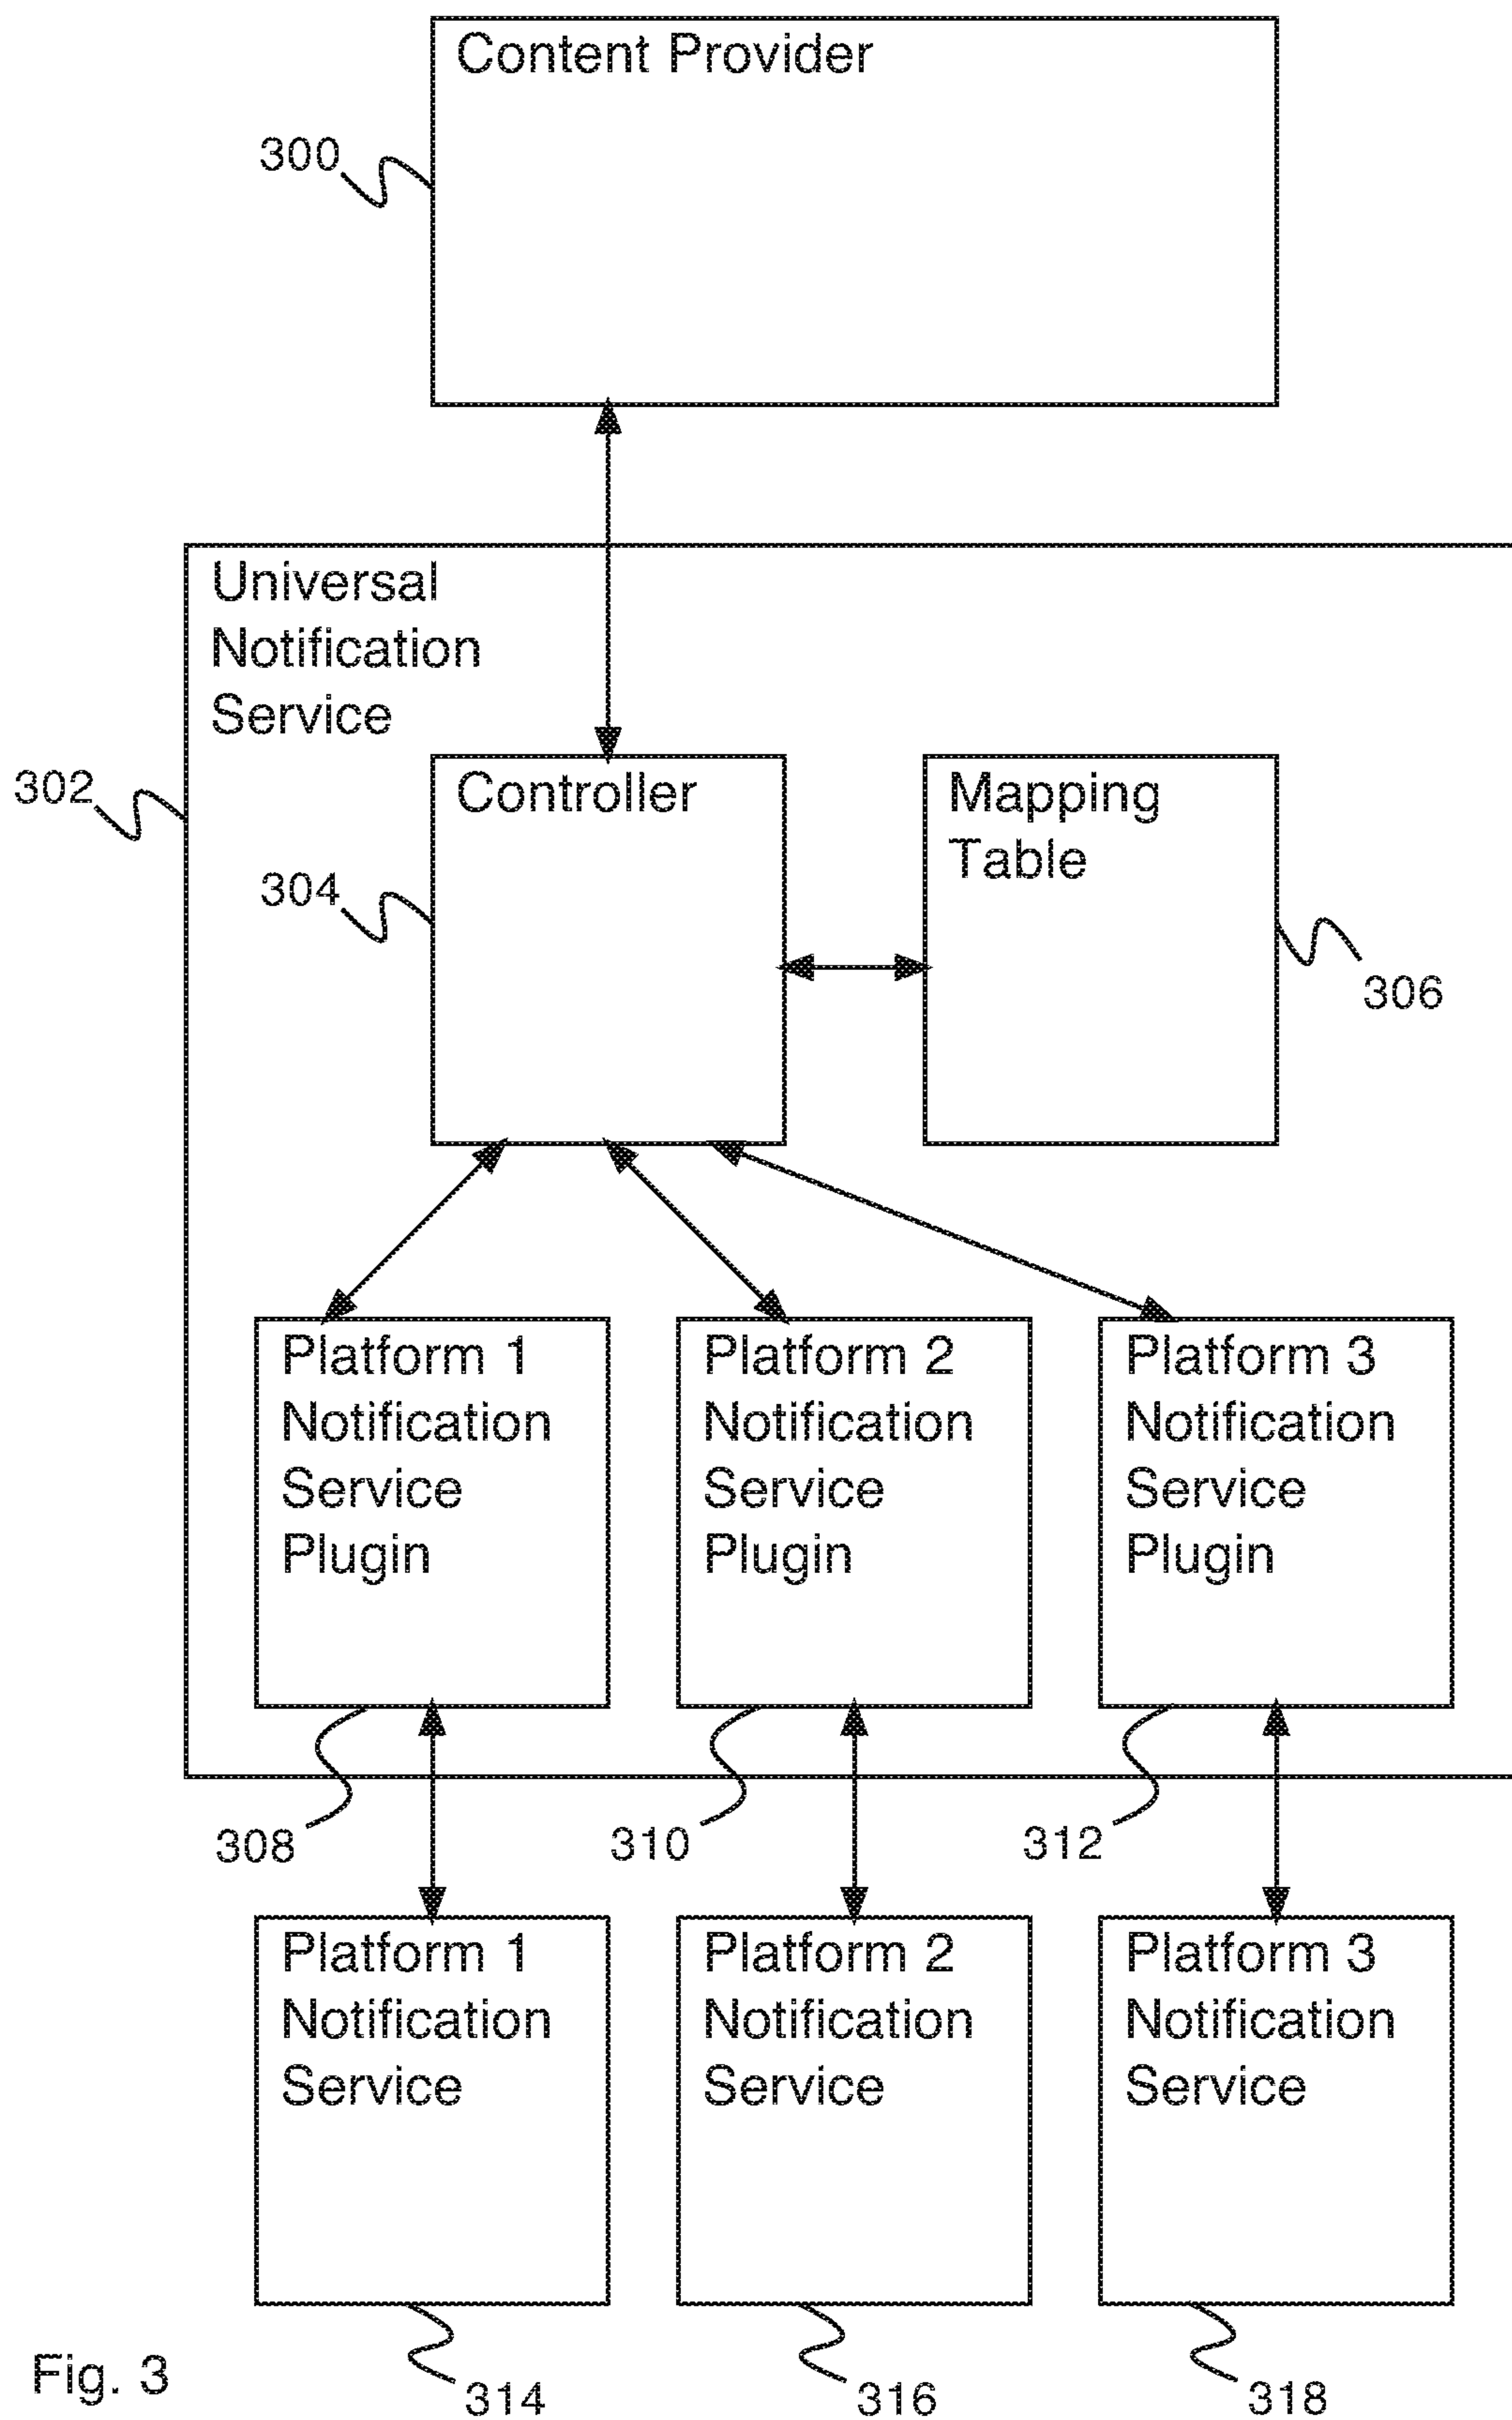 Content Provider
300
Universal
Notification
Service
302
Controller
304
Mapping
Table
306
Platform 1
Notification
Service
Plugin
Platform 2
Notification
Service
Plugin
Platform 3
Notification
Service
Plugin
308
310
312
Platform 1
Notification
Service
Platform 2
Notification
Service
Platform 3
Notification
Service
314
316
318
Fig. 3